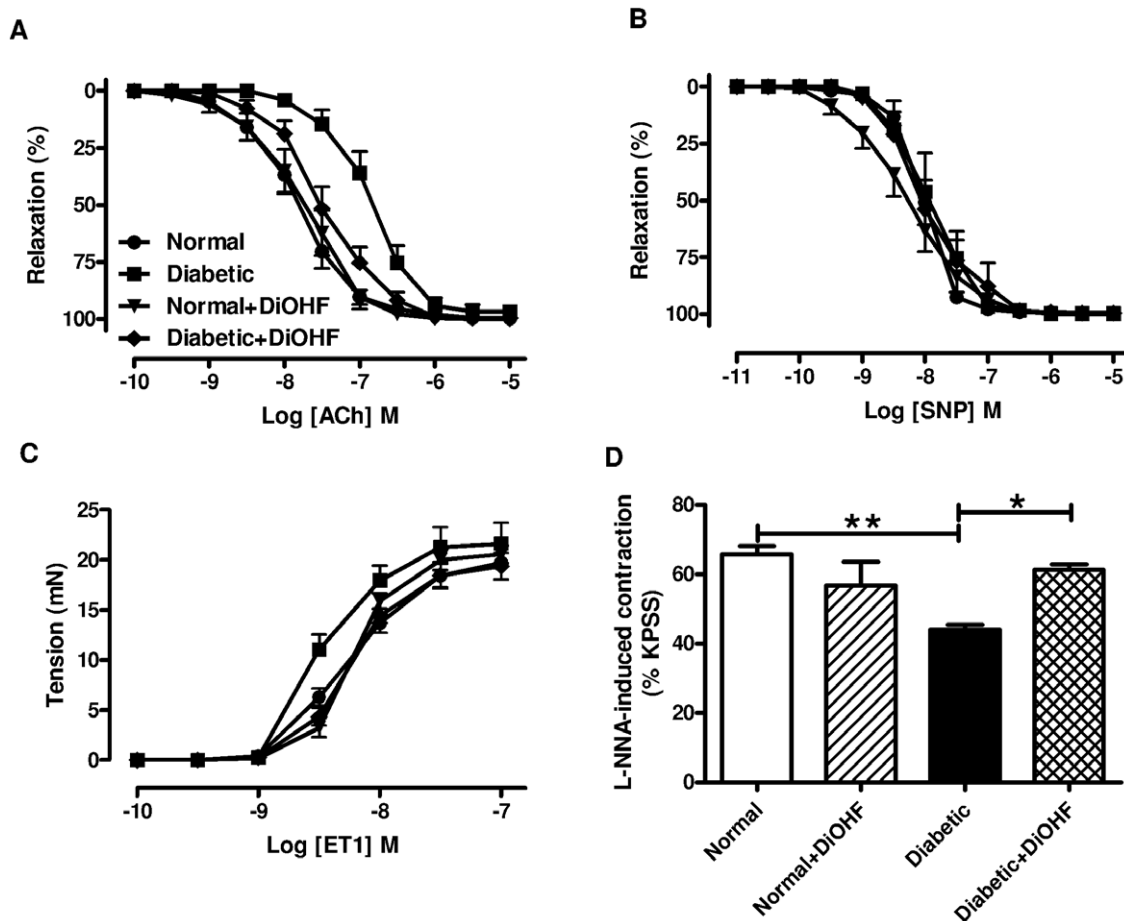 A
Relaxation (%)
0
25
50
75
100
Normal
Diabetic
Normal+DiOHF
Diabetic+DiOHF
-10 -9 -8 -7 -6 -5
Log [ACh] M
B
Relaxation (%)
0
25
50
75
100
-11 -10 -9 -8 -7 -6 -5
Log [SNP] M
C
Tension (mN)
25
20
15
10
5
0
-10 -9 -8 -7
Log [ET1] M
D
L-NNA-induced contraction
(% KPSS)
80
60
40
20
0
**
*
Normal
Normal+DiOHF
Diabetic
Diabetic+DiOHF